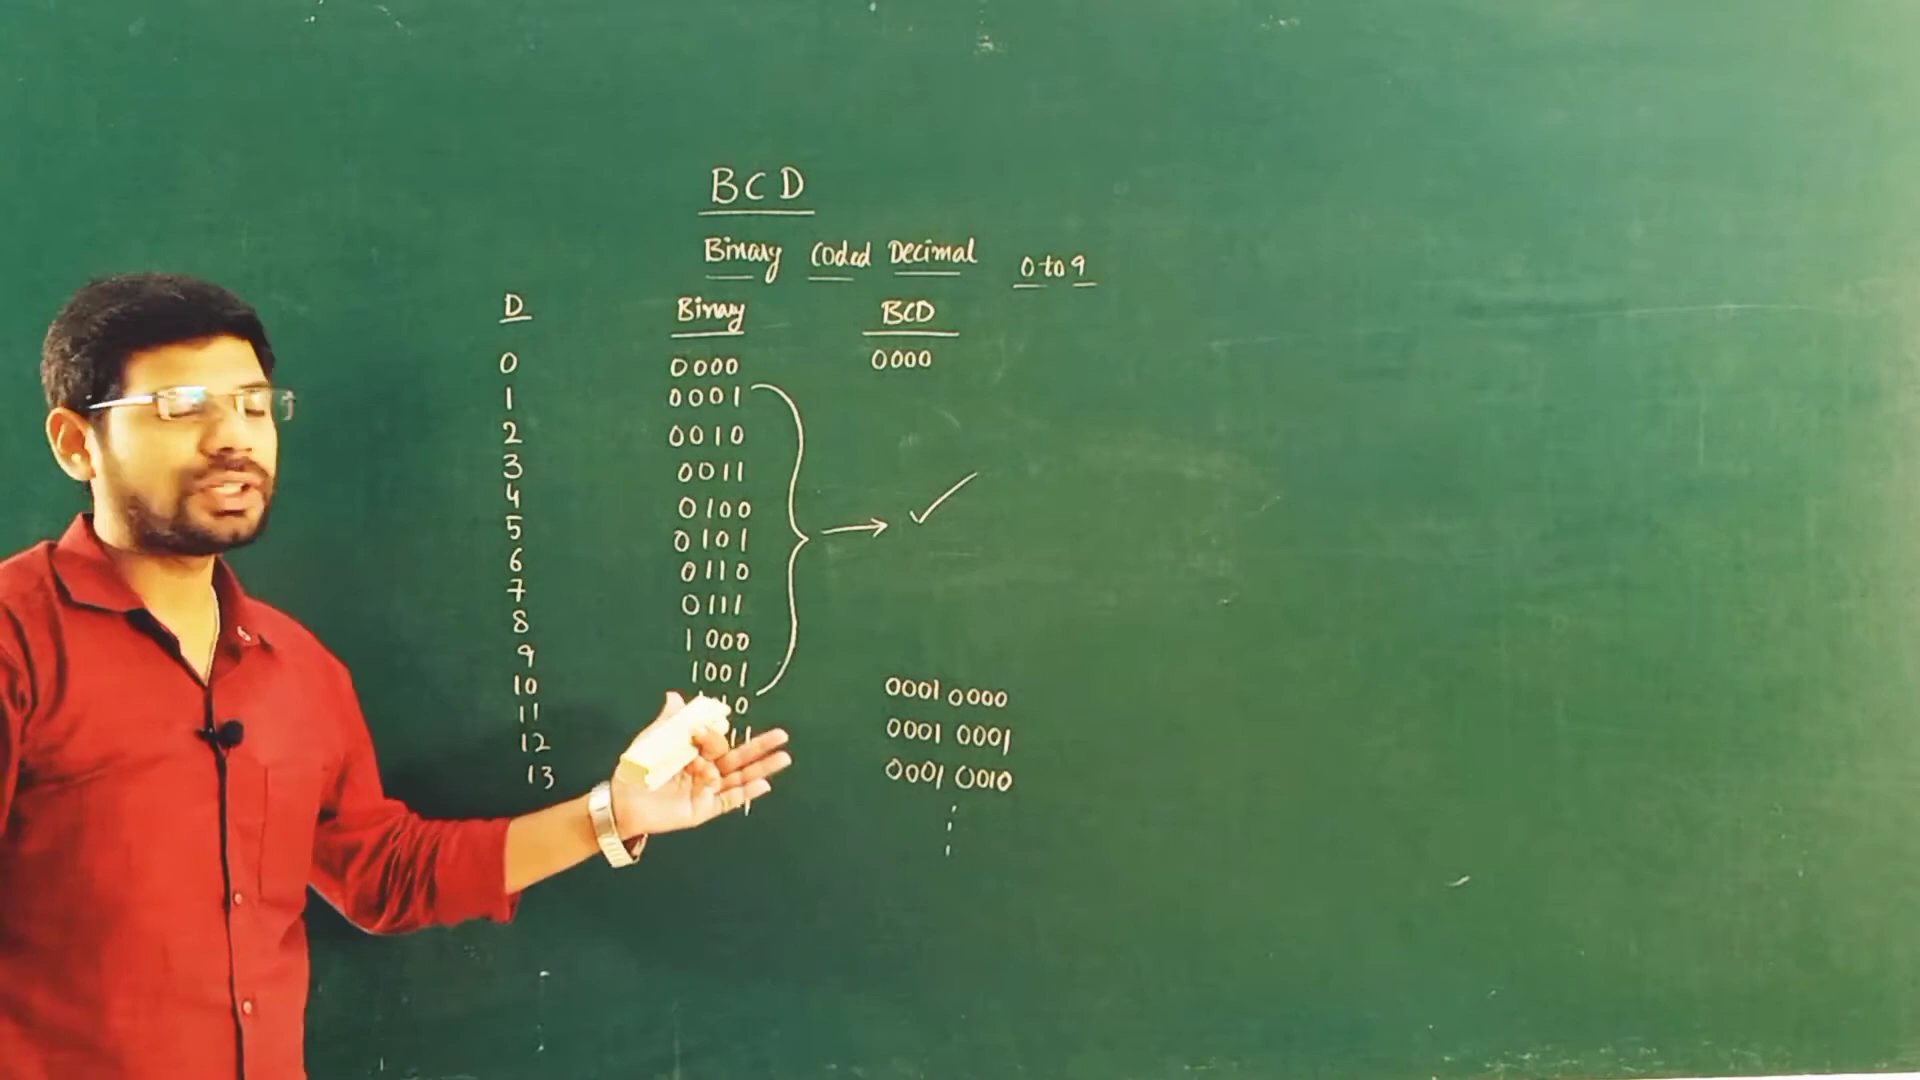 BCD
Binary Coded Decimal 0 to 9
D Binary BCD
0 0000 0000
1 0001
2 0010
3 0011
4 0100
5 0101
6 0110
7 0111
8 1000
9 1001
10 0001 0000
11 0001 0001
12 0001 0010
13